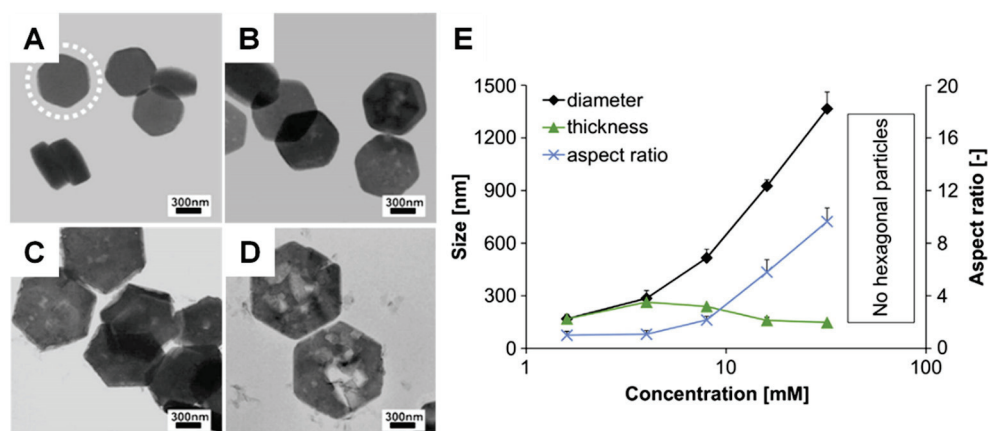 A
300nm
B
300nm
C
300nm
D
300nm
E
Size [nm]
1500
1200
900
600
300
0
diameter
thickness
aspect ratio
No hexagonal particles
20
16
12
8
4
0
Aspect ratio [-]
1
10
100
Concentration [mM]